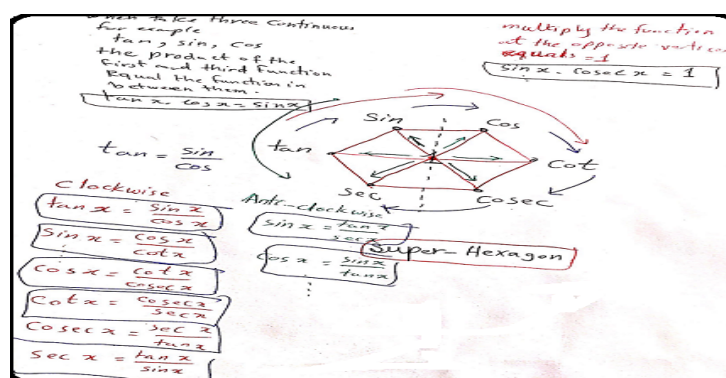 when take three continuous
for example
tan, sin, cos
the product of the
first and third function
Equal the function in
between them.
tan x . cos x = sin x
multiply the function
at the opposite vertices
equals = 1
sin x . cosec x = 1
Sin
Cos
tan
Cot
sec
Cosec
tan = sin/cos
Clockwise
tan x = sin x/cos x
Sin x = cos x/cot x
Cos x = cot x/cosec x
Cot x = cosec x/sec x
Cosec x = sec x/tan x
Sec x = tan x/sin x
Anti-clockwise
Sin x = tan x/sec x
Cos x = sin x/tan x
Super-Hexagon